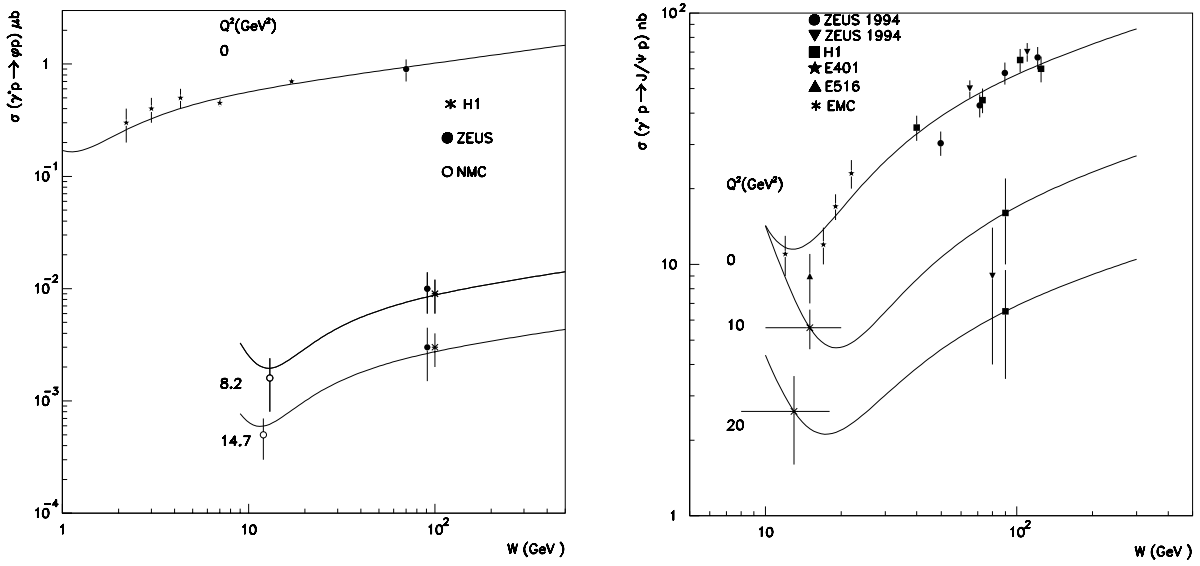 σ (γ* p → φp) μb
Q²(GeV²)
0
H1
ZEUS
NMC
8.2
14.7
1
10⁻¹
10⁻²
10⁻³
10⁻⁴
1
10
10²
W (GeV)
σ (γ* p → J/Ψ p) nb
ZEUS 1994
ZEUS 1994
H1
E401
E516
EMC
Q²(GeV²)
0
10
20
10²
10
1
10
10²
W (GeV)